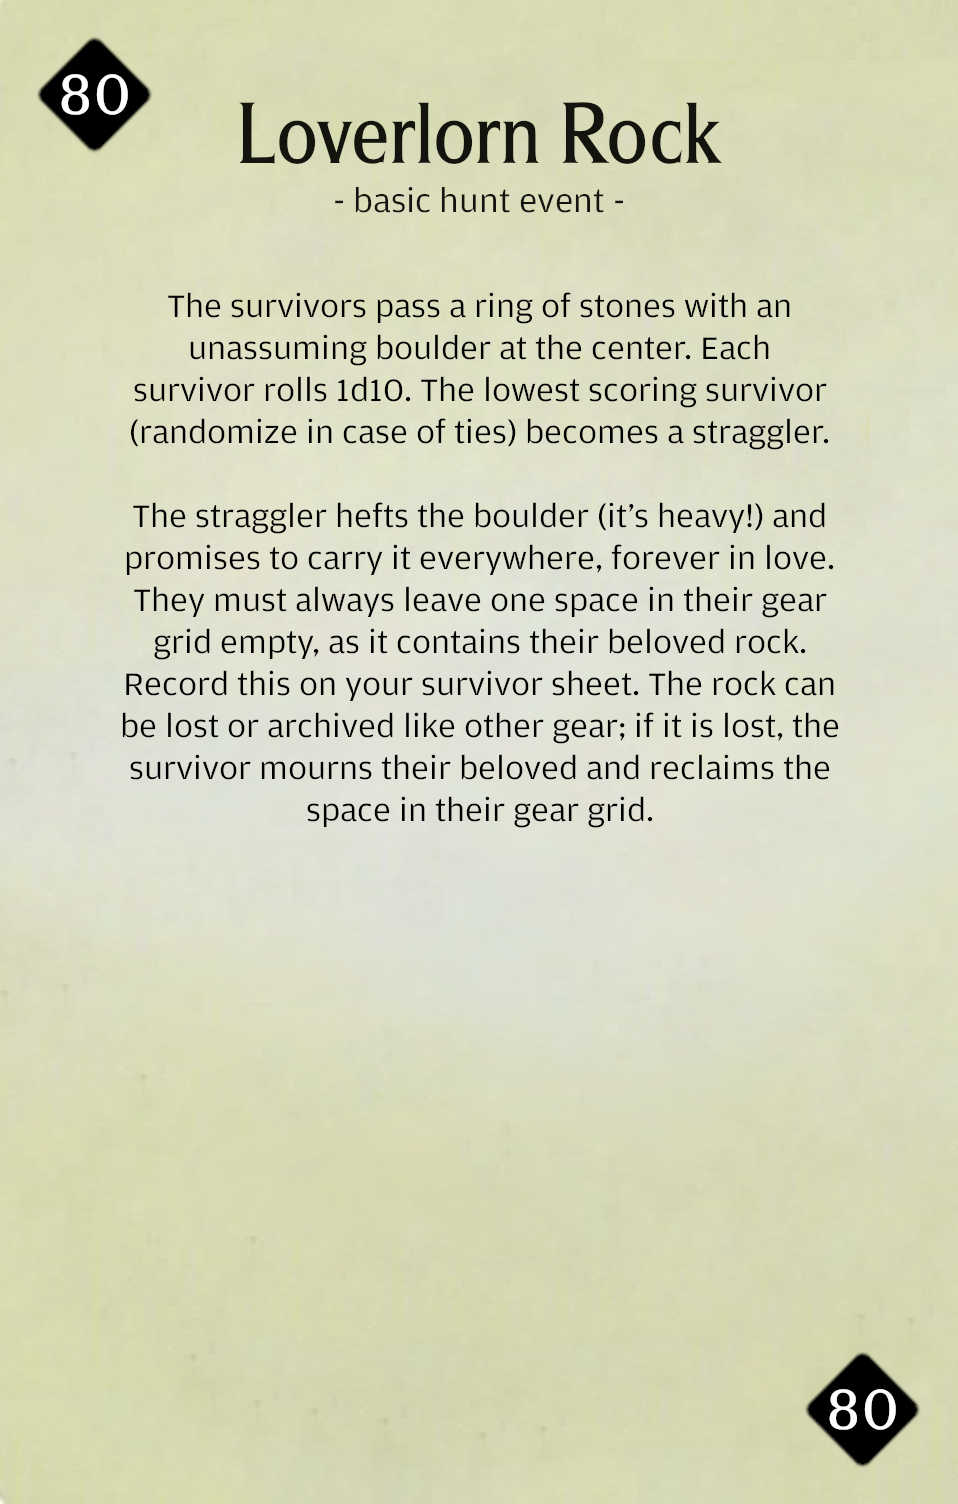 80
Loverlorn Rock
- basic hunt event -
The survivors pass a ring of stones with an
unassuming boulder at the center. Each
survivor rolls 1d10. The lowest scoring survivor
(randomize in case of ties) becomes a straggler.
The straggler hefts the boulder (it’s heavy!) and
promises to carry it everywhere, forever in love.
They must always leave one space in their gear
grid empty, as it contains their beloved rock.
Record this on your survivor sheet. The rock can
be lost or archived like other gear; if it is lost, the
survivor mourns their beloved and reclaims the
space in their gear grid.
80